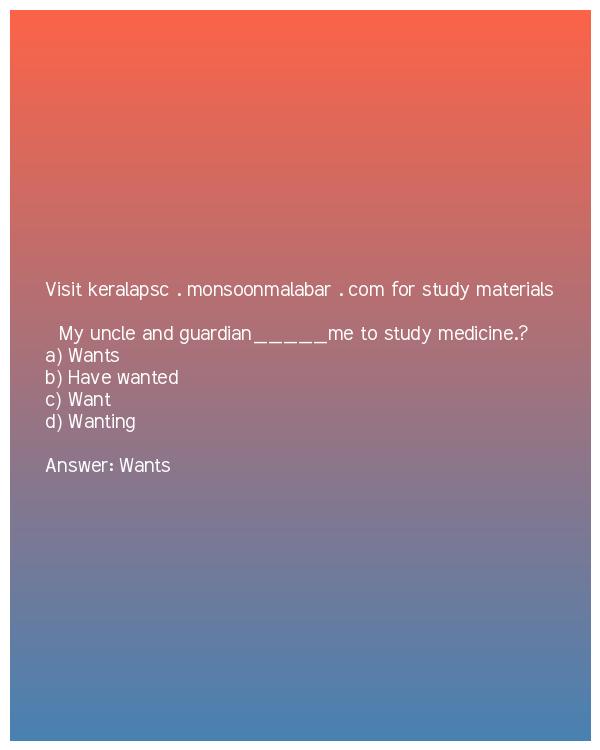 Visit keralapsc . monsoonmalabar . com for study materials
My uncle and guardian_____me to study medicine.?
a) Wants
b) Have wanted
c) Want
d) Wanting
Answer: Wants